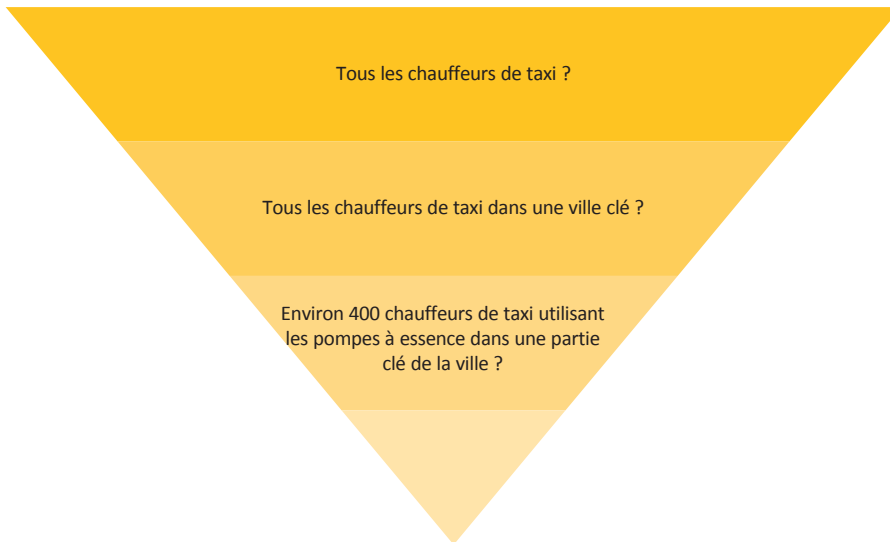 Tous les chauffeurs de taxi ?
Tous les chauffeurs de taxi dans une ville clé ?
Environ 400 chauffeurs de taxi utilisant
les pompes à essence dans une partie
clé de la ville ?